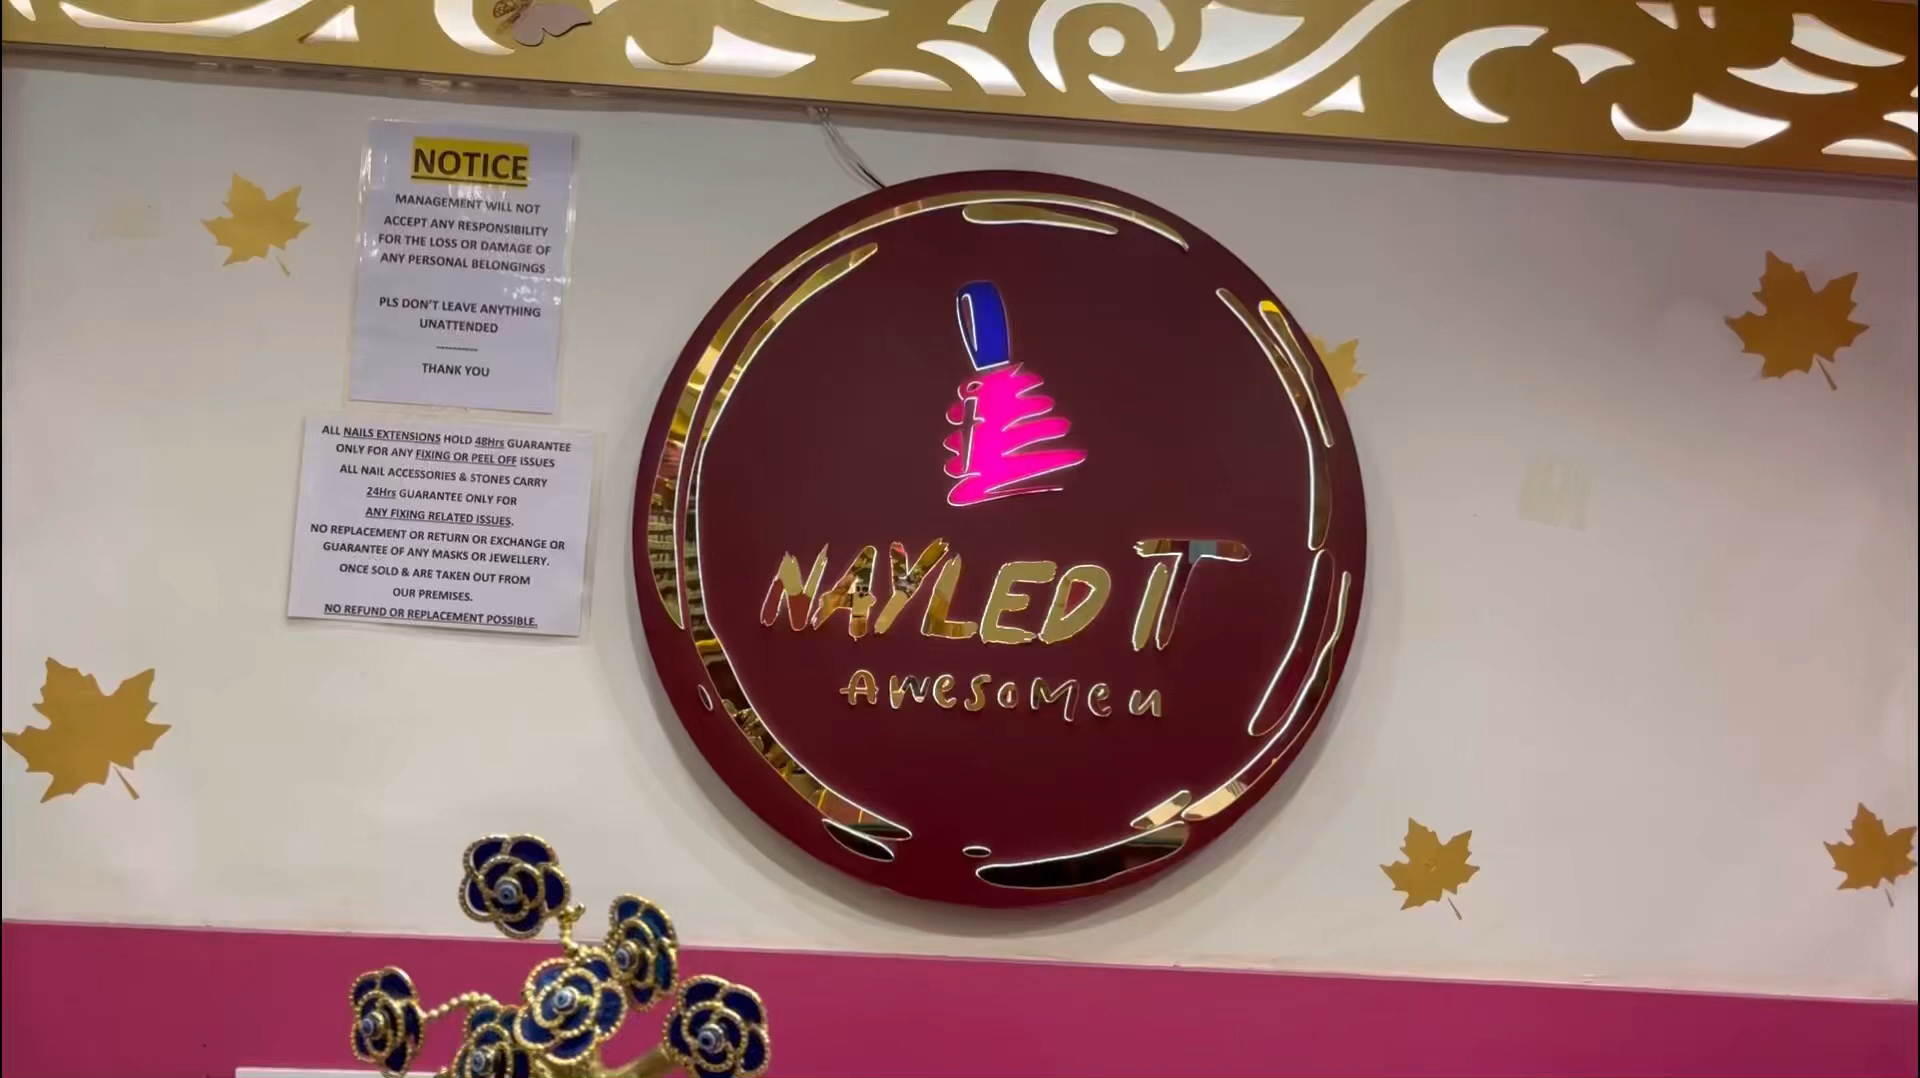 NOTICE
MANAGEMENT WILL NOT
ACCEPT ANY RESPONSIBILITY
FOR THE LOSS OR DAMAGE OF
ANY PERSONAL BELONGINGS
PLS DON'T LEAVE ANYTHING
UNATTENDED
----------
THANK YOU
ALL NAILS EXTENSIONS HOLD 48Hrs GUARANTEE
ONLY FOR ANY FIXING OR PEEL OFF ISSUES
ALL NAIL ACCESSORIES & STONES CARRY
24Hrs GUARANTEE ONLY FOR
ANY FIXING RELATED ISSUES.
NO REPLACEMENT OR RETURN OR EXCHANGE OR
GUARANTEE OF ANY MASKS OR JEWELLERY.
ONCE SOLD & ARE TAKEN OUT FROM
OUR PREMISES.
NO REFUND OR REPLACEMENT POSSIBLE.
NAYLED IT
AWESOMEU